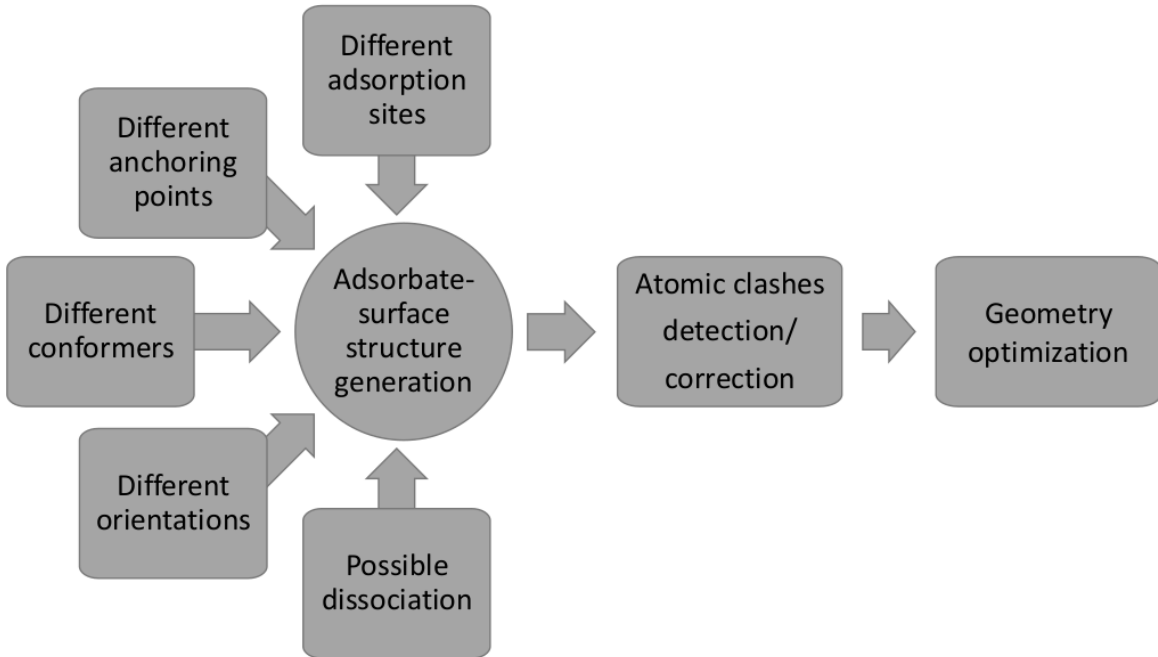 Different
adsorption
sites
Different
anchoring
points
Different
conformers
Different
orientations
Possible
dissociation
Adsorbate-
surface
structure
generation
Atomic clashes
detection/
correction
Geometry
optimization